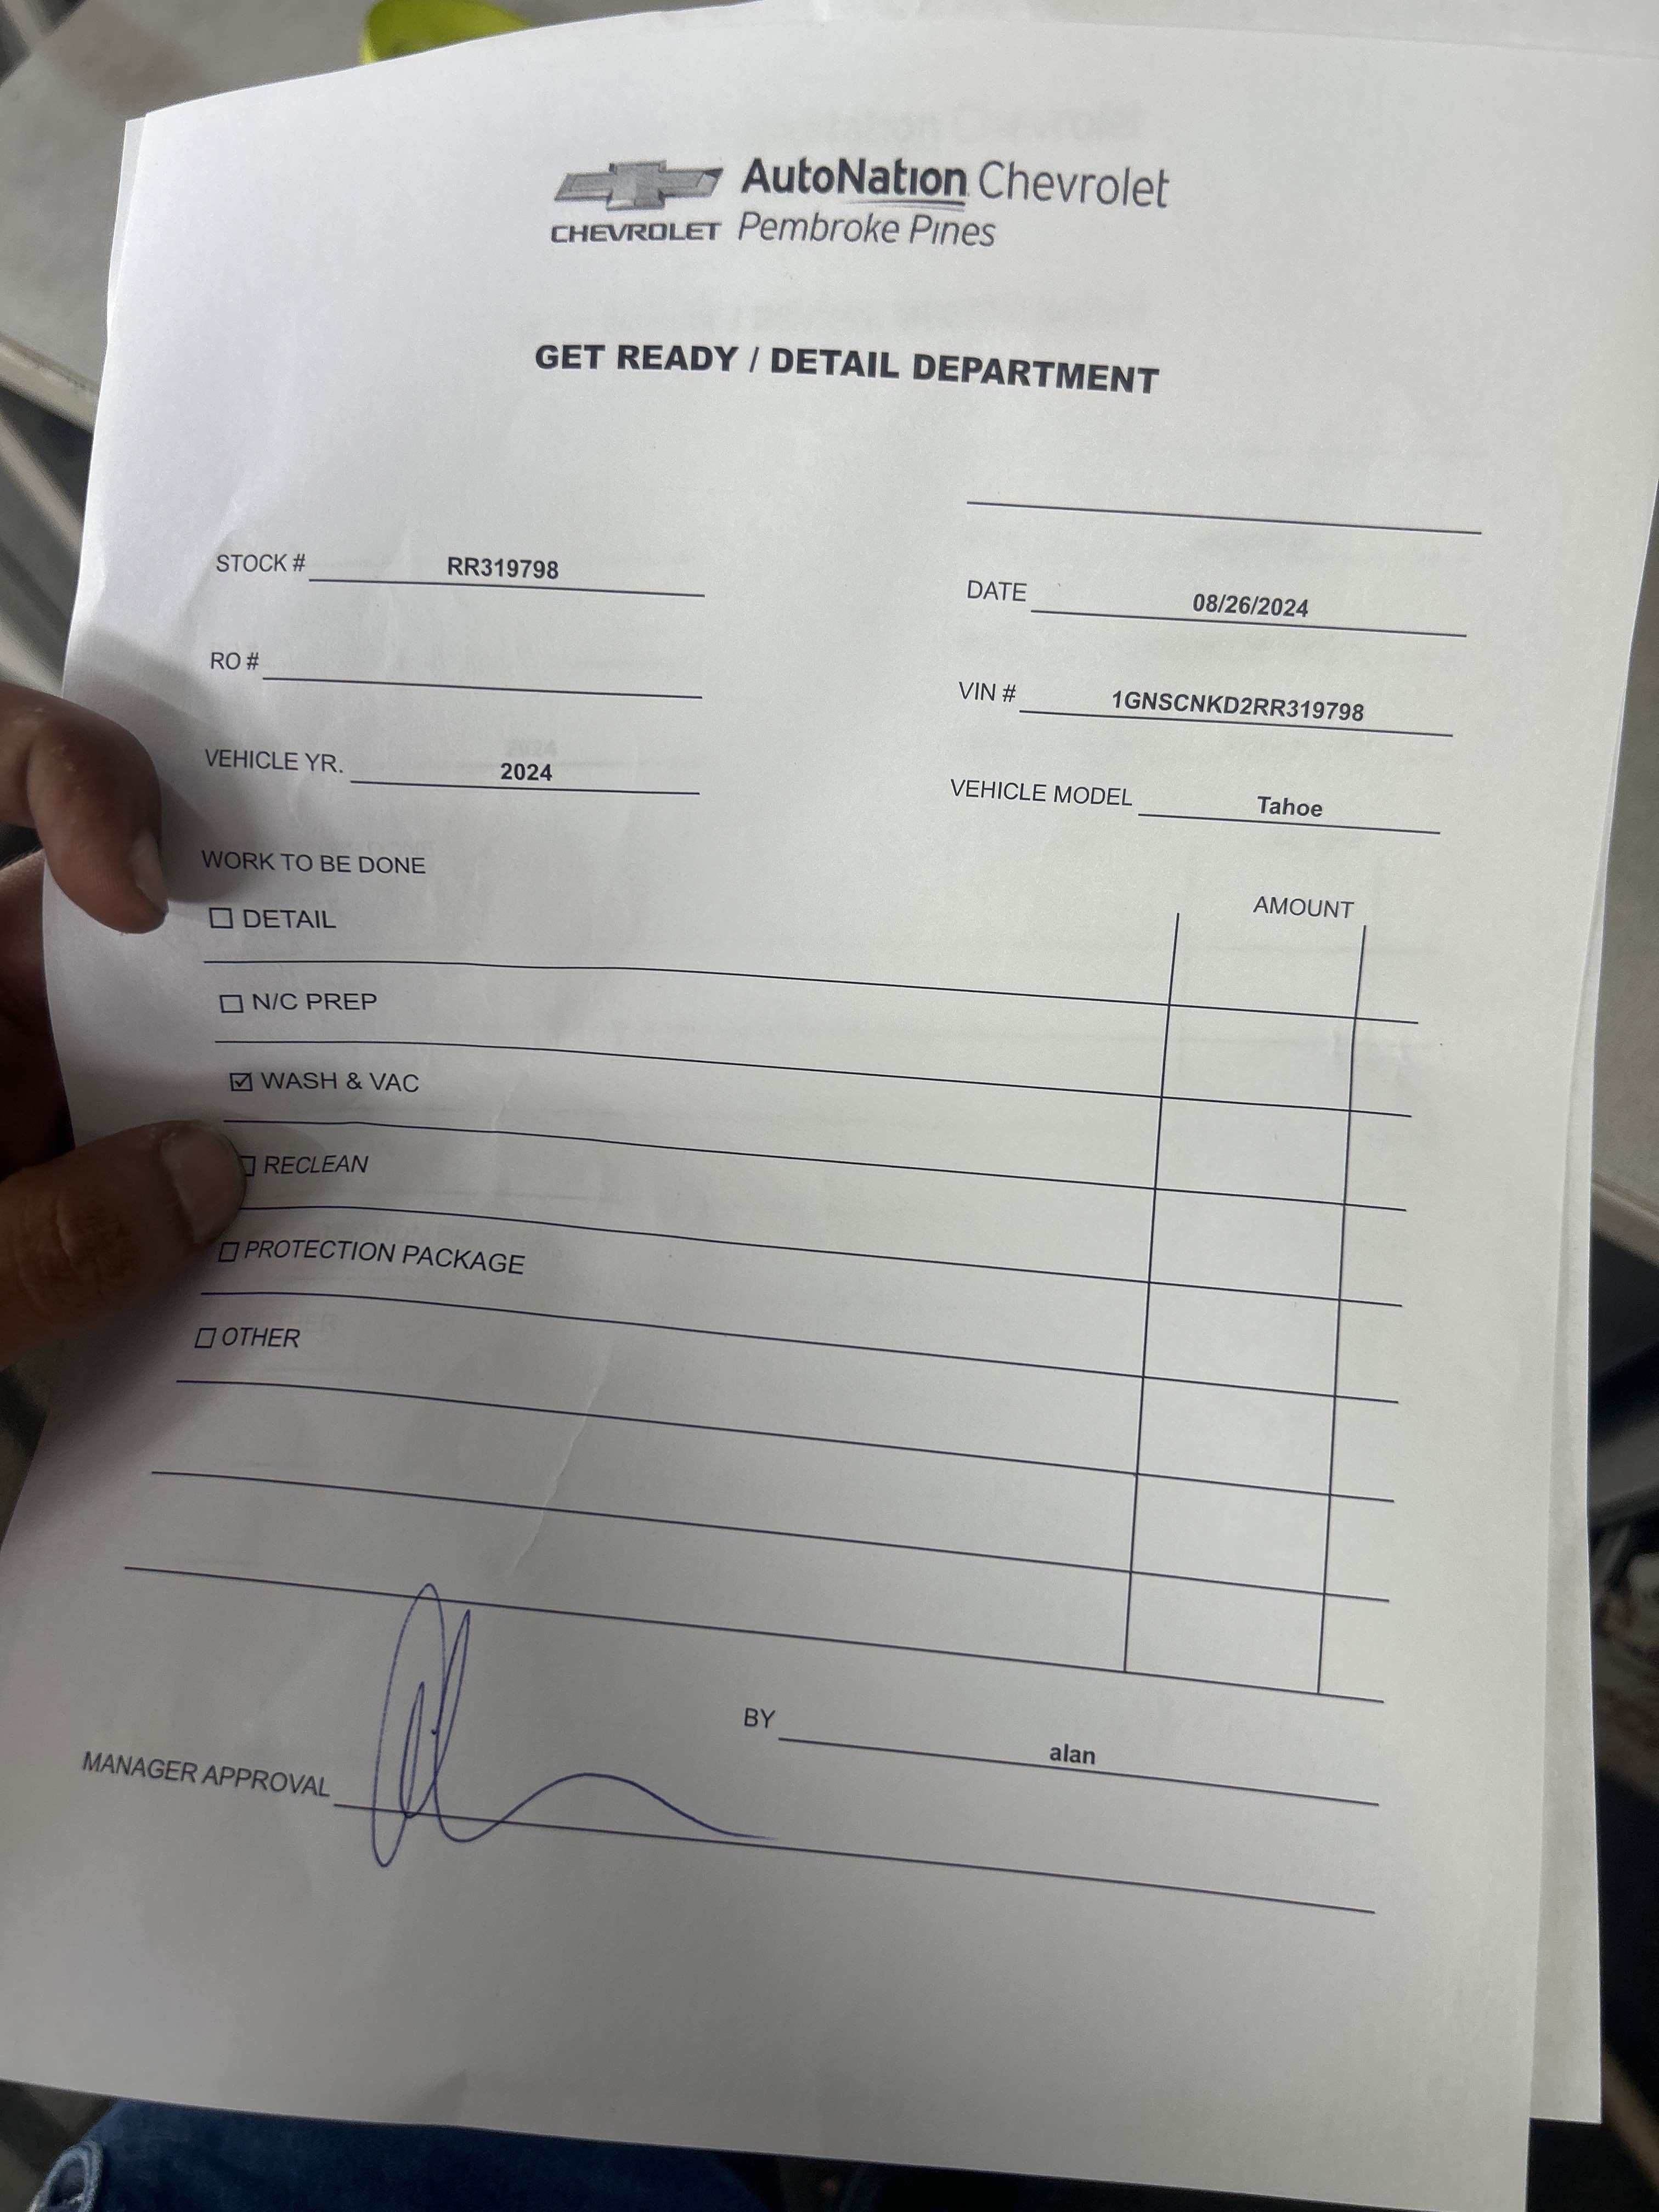 AutoNation Chevrolet
CHEVROLET Pembroke Pines
GET READY / DETAIL DEPARTMENT
STOCK # RR319798
DATE 08/26/2024
RO #
VIN # 1GNSCNKD2RR319798
VEHICLE YR. 2024
VEHICLE MODEL Tahoe
WORK TO BE DONE
AMOUNT
☐ DETAIL
☐ N/C PREP
☑ WASH & VAC
☐ RECLEAN
☐ PROTECTION PACKAGE
☐ OTHER
BY alan
MANAGER APPROVAL